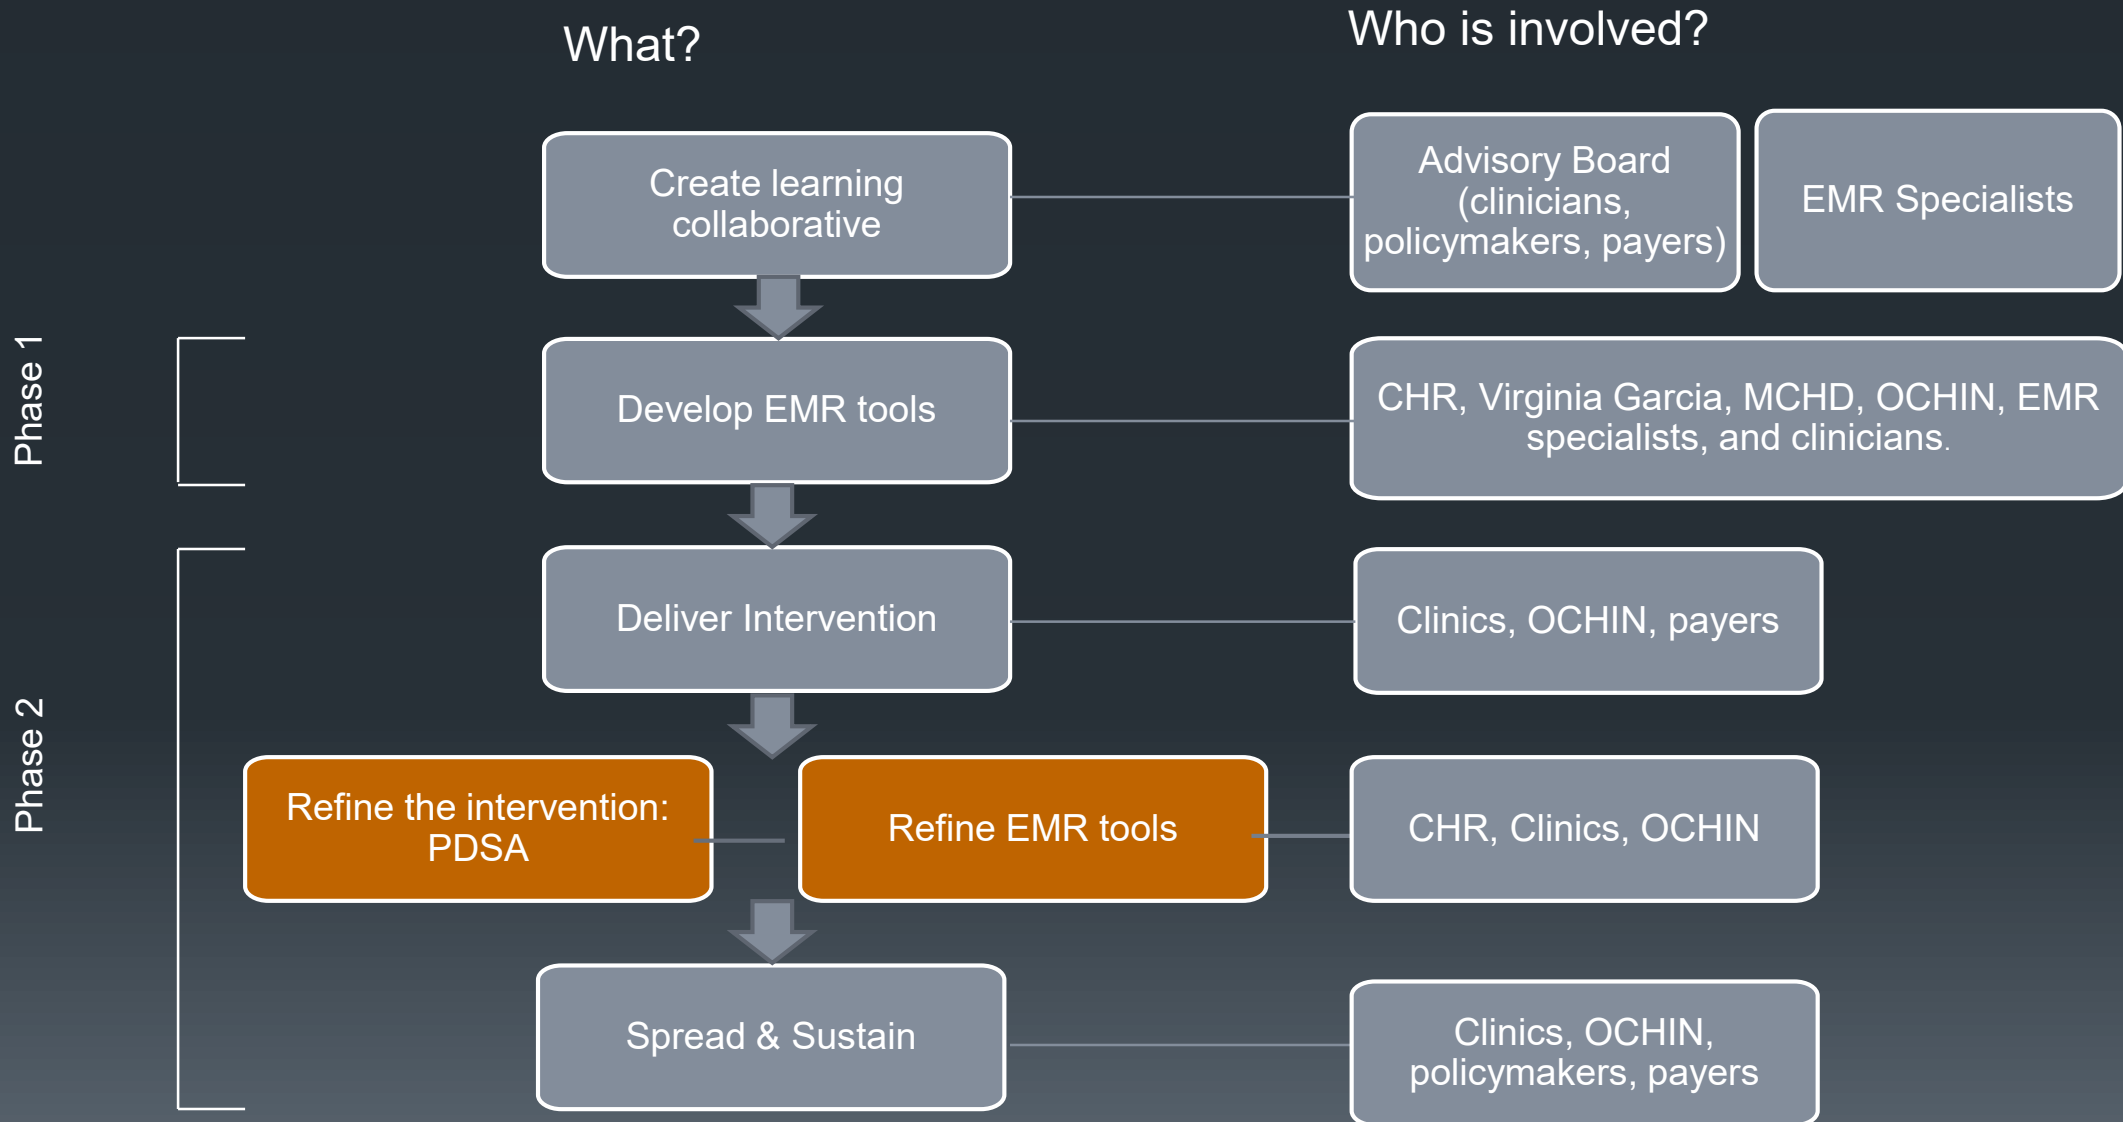 What?
Who is involved?
Create learning
collaborative
Advisory Board
(clinicians,
policymakers, payers)
EMR Specialists
Phase 1
Develop EMR tools
CHR, Virginia Garcia, MCHD, OCHIN, EMR
specialists, and clinicians.
Phase 2
Deliver Intervention
Clinics, OCHIN, payers
Refine the intervention:
PDSA
Refine EMR tools
CHR, Clinics, OCHIN
Spread & Sustain
Clinics, OCHIN,
policymakers, payers